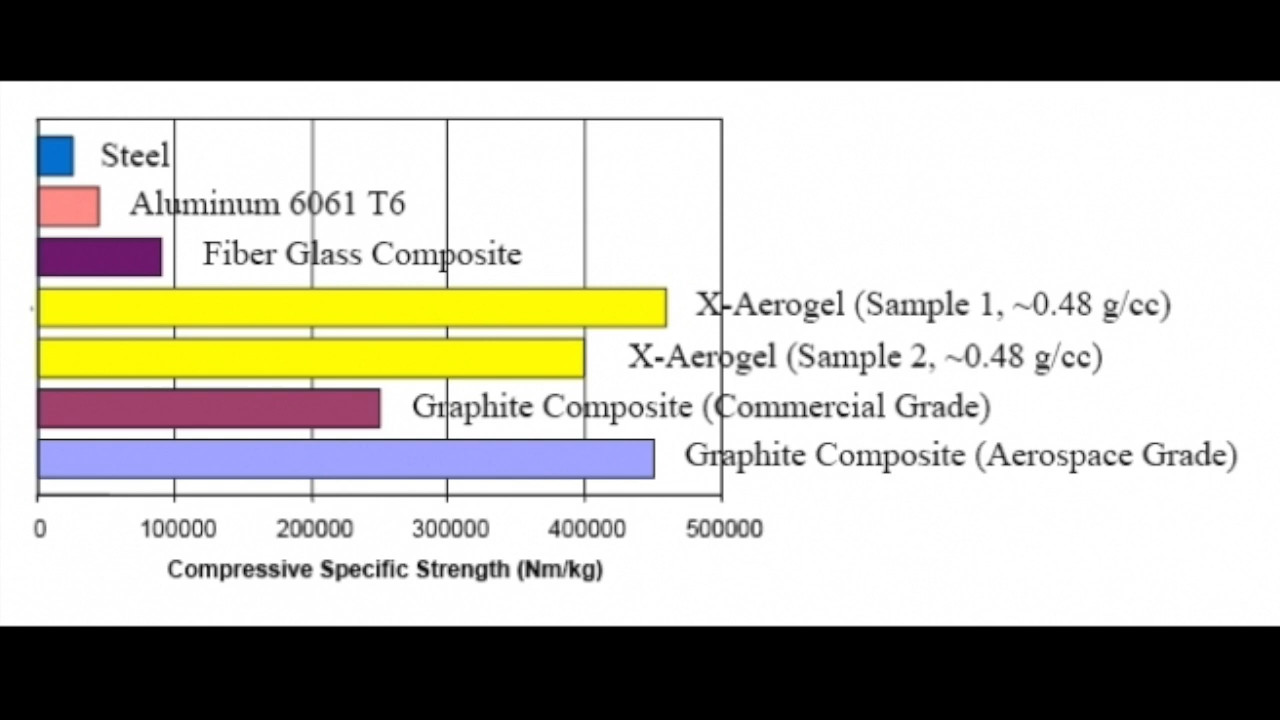 Steel
Aluminum 6061 T6
Fiber Glass Composite
X-Aerogel (Sample 1, ~0.48 g/cc)
X-Aerogel (Sample 2, ~0.48 g/cc)
Graphite Composite (Commercial Grade)
Graphite Composite (Aerospace Grade)
0 100000 200000 300000 400000 500000
Compressive Specific Strength (Nm/kg)